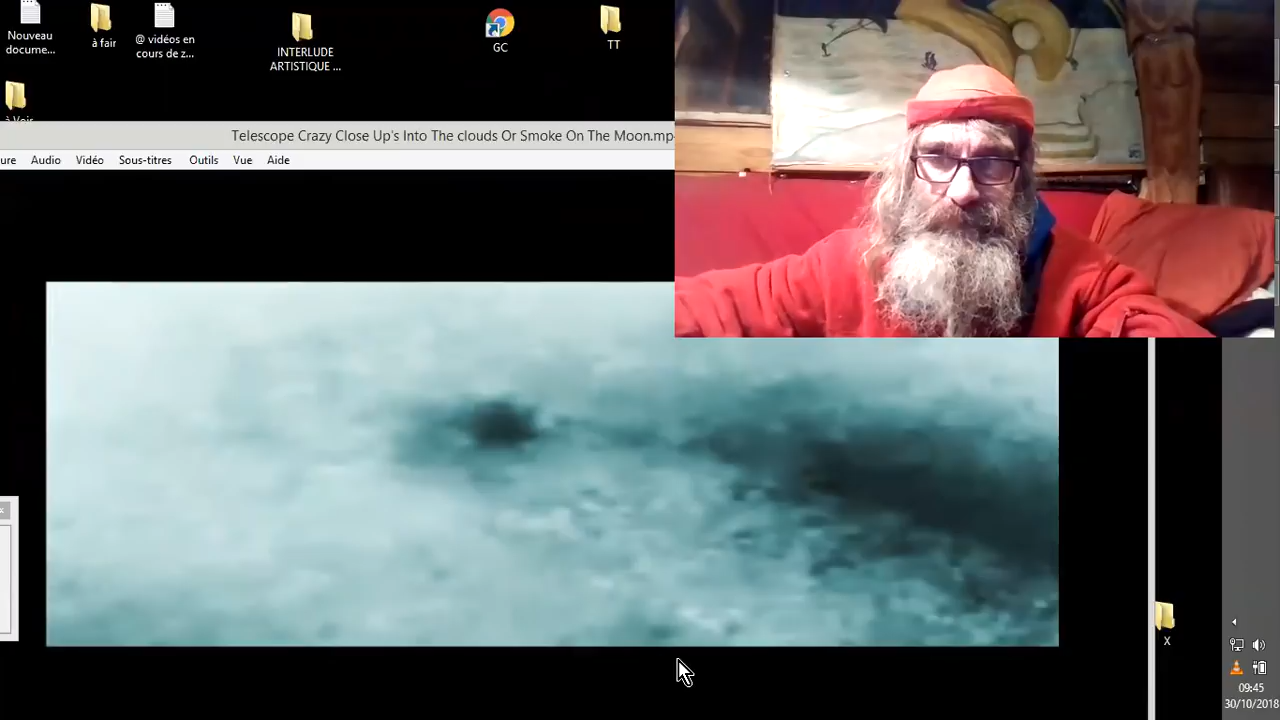 Nouveau
docume...
à fair
@ vidéos en
cours de z...
INTERLUDE
ARTISTIQUE ...
GC
TT
à Voir
Telescope Crazy Close Up's Into The clouds Or Smoke On The Moon.mp
ure Audio Vidéo Sous-titres Outils Vue Aide
X
09:45
30/10/2018